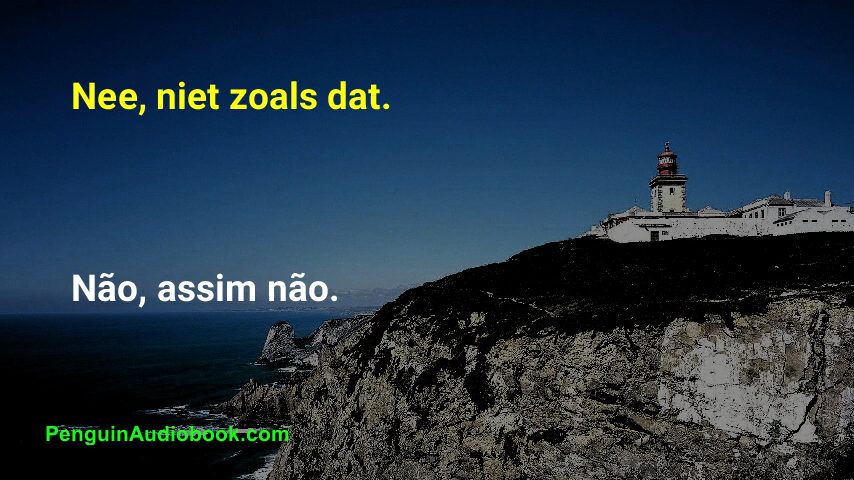 Nee, niet zoals dat.
Não, assim não.
PenguinAudiobook.com